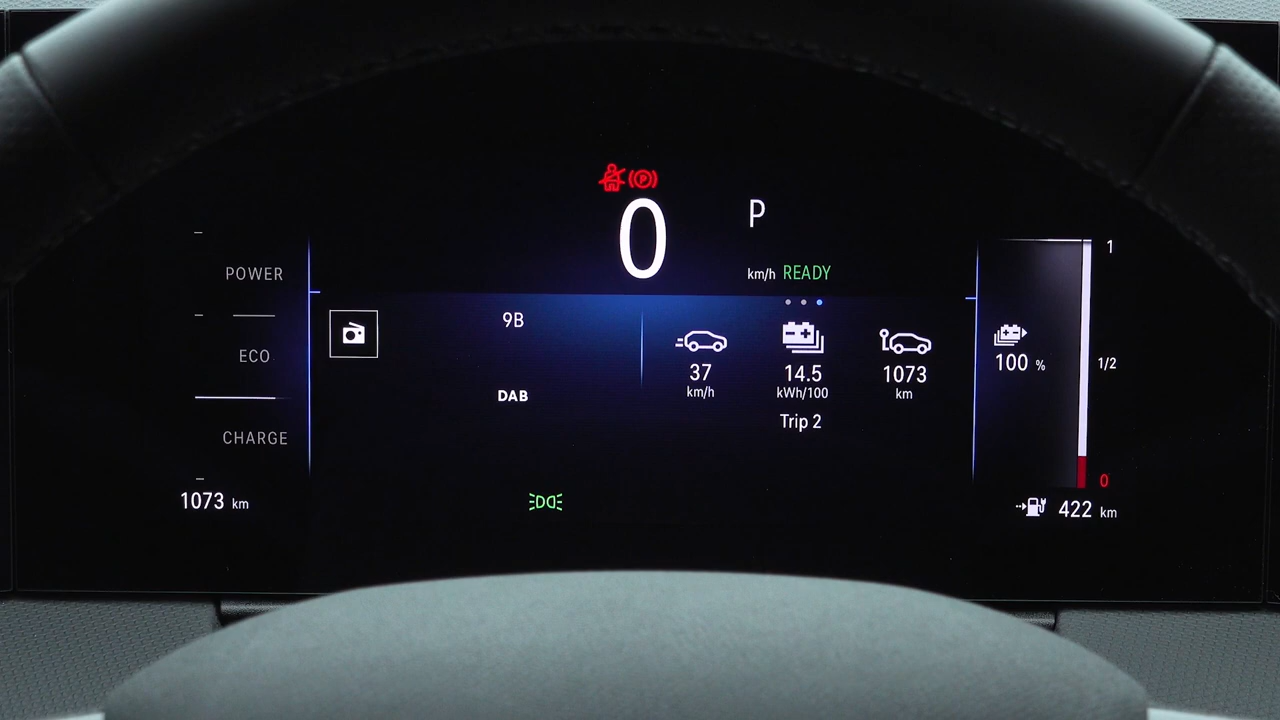 0
P
km/h READY
POWER
ECO
CHARGE
1073 km
9B
DAB
37
km/h
14.5
kWh/100
Trip 2
1073
km
100 %
1
1/2
0
422 km